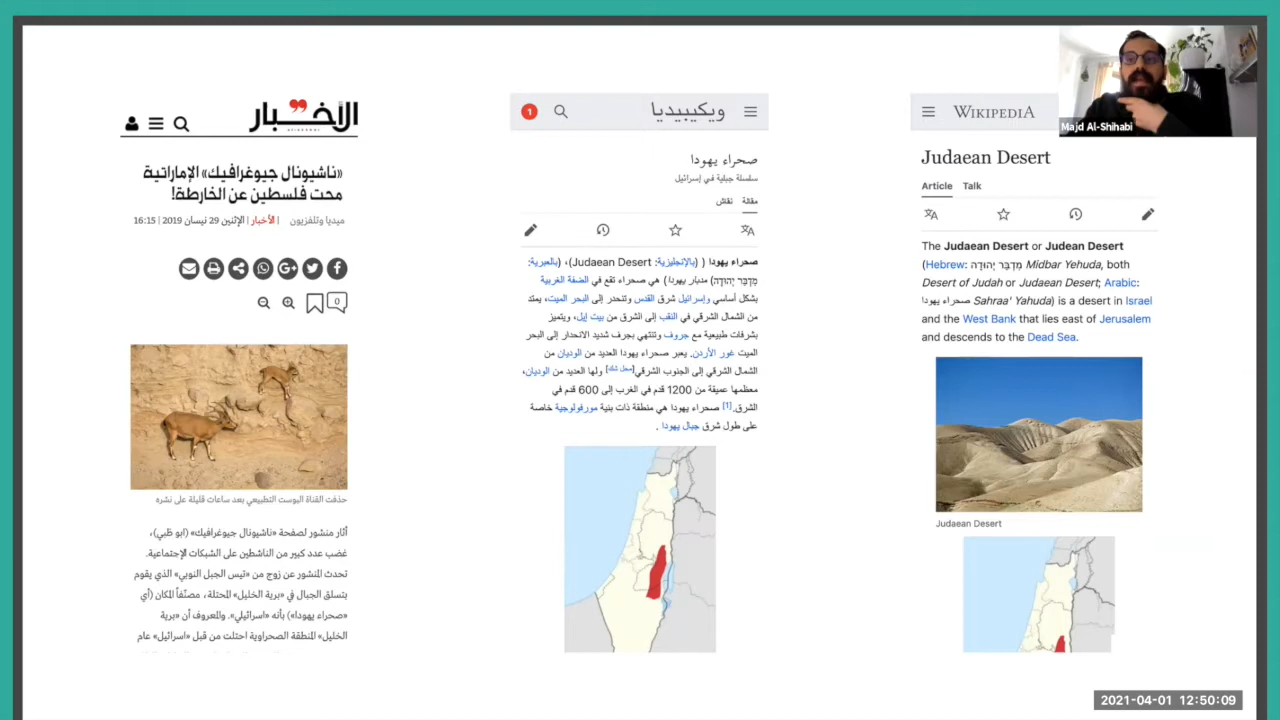 الأخبار
«ناشيونال جيوغرافيك» الإماراتية
محت فلسطين عن الخارطة!
ميديا وتلفزيون | الأخبار | الإثنين 29 نيسان 2019 | 16:15
0
حذفت القناة البوست التطبيعي بعد ساعات قليلة على نشره
أثار منشور لصفحة «ناشيونال جيوغرافيك» (ابو ظبي)،
غضب عدد كبير من الناشطين على الشبكات الإجتماعية.
تحدث المنشور عن زوج من «تيس الجبل النوبي» الذي يقوم
بتسلق الجبال في «برية الخليل» المحتلة، مصنّفاً المكان (أي
«صحراء يهودا») بأنه «اسرائيلي». والمعروف أن «برية
الخليل» المنطقة الصحراوية احتلت من قبل «اسرائيل» عام
1
ويكيبيديا
صحراء يهودا
سلسلة جبلية في إسرائيل
مقالة نقاش
صحراء يهودا ( (بالإنجليزية: Judaean Desert)، (بالعبرية:
מִדְבַּר יְהוּדָה) مدبار يهودا) هي صحراء تقع في الضفة الغربية
بشكل أساسي وإسرائيل شرق القدس وتنحدر إلى البحر الميت، يمتد
من الشمال الشرقي في النقب إلى الشرق من بيت إيل، ويتميز
بشرفات طبيعية مع جروف وتنتهي بجرف شديد الانحدار إلى البحر
الميت غور الأردن. يعبر صحراء يهودا العديد من الوديان من
الشمال الشرقي إلى الجنوب الشرقي[محل شك] ولها العديد من الوديان،
معظمها عميقة من 1200 قدم في الغرب إلى 600 قدم في
الشرق.[1] صحراء يهودا هي منطقة ذات بنية مورفولوجية خاصة
على طول شرق جبال يهودا .
WIKIPEDIA
Judaean Desert
Article Talk
The Judaean Desert or Judean Desert
(Hebrew: מִדְבַּר יְהוּדָה Midbar Yehuda, both
Desert of Judah or Judean Desert; Arabic:
صحراء يهودا Sahraa' Yahuda) is a desert in Israel
and the West Bank that lies east of Jerusalem
and descends to the Dead Sea.
Judaean Desert
Majd Al-Shihabi
2021-04-01 12:50:09